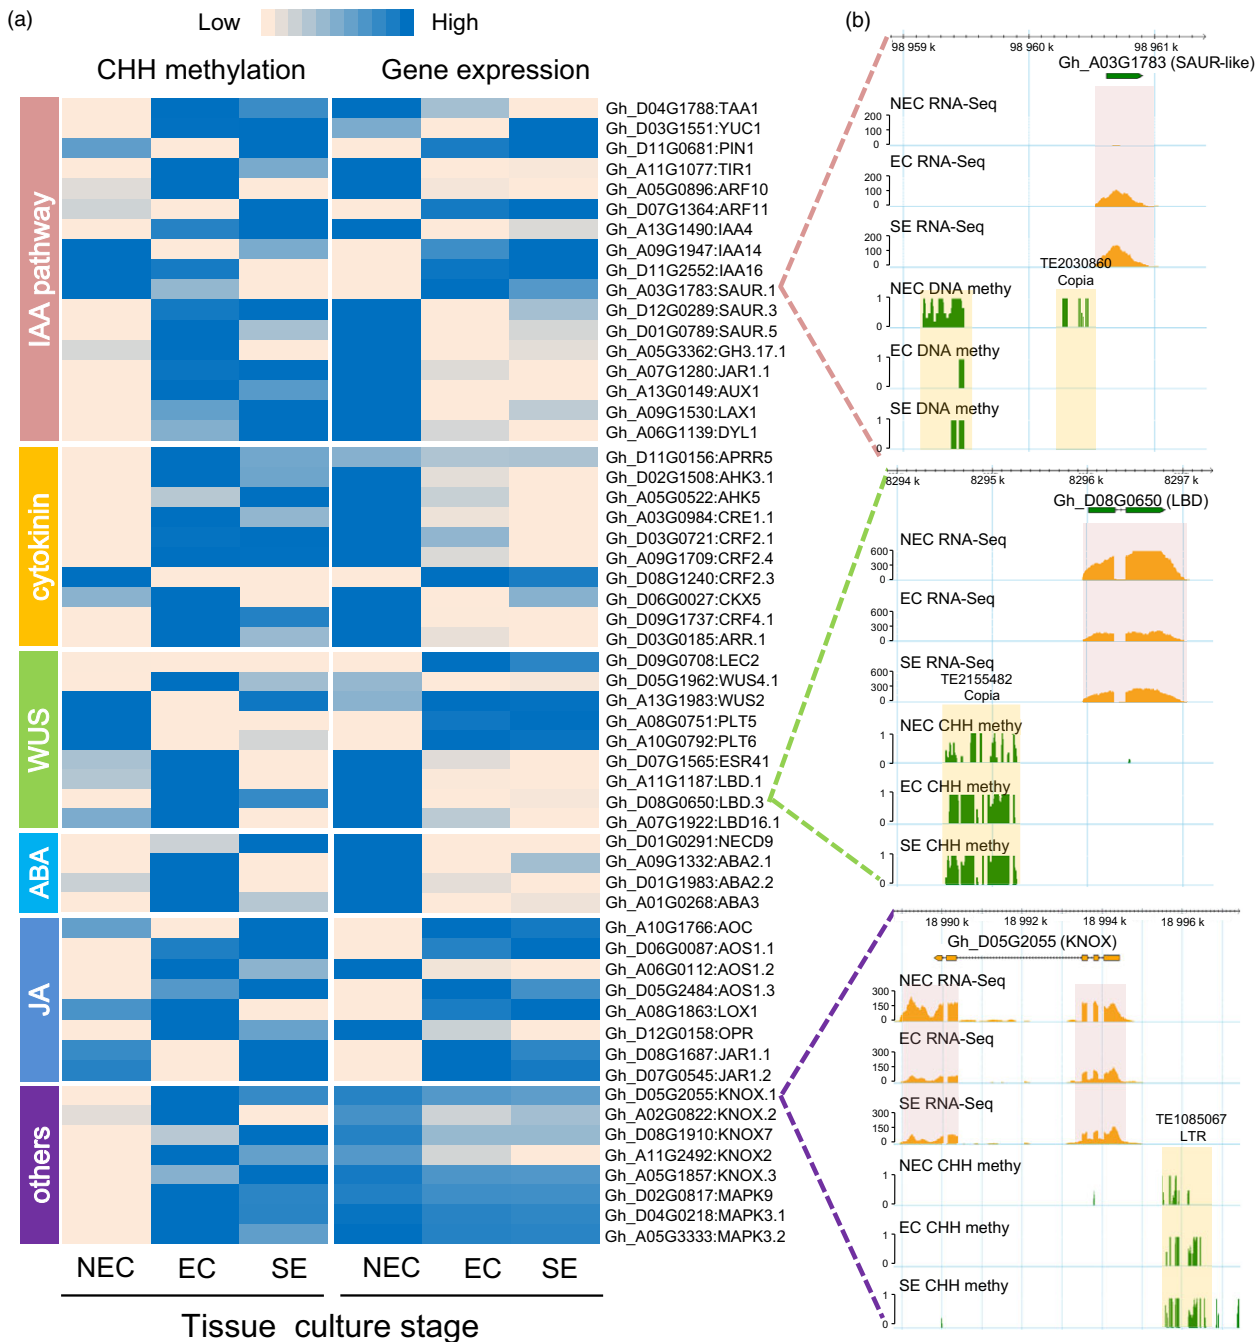 (a)
Low High
CHH methylation Gene expression
IAA pathway
Gh_D04G1788:TAA1
Gh_D03G1551:YUC1
Gh_D11G0681:PIN1
Gh_A11G1077:TIR1
Gh_A05G0896:ARF10
Gh_D07G1364:ARF11
Gh_A13G1490:IAA4
Gh_A09G1947:IAA14
Gh_D11G2552:IAA16
Gh_A03G1783:SAUR.1
Gh_D12G0289:SAUR.3
Gh_D01G0789:SAUR.5
Gh_A05G3362:GH3.17.1
Gh_A07G1280:JAR1.1
Gh_A13G0149:AUX1
Gh_A09G1530:LAX1
Gh_A06G1139:DYL1
cytokinin
Gh_D11G0156:APRR5
Gh_D02G1508:AHK3.1
Gh_A05G0522:AHK5
Gh_A03G0984:CRE1.1
Gh_D03G0721:CRF2.1
Gh_A09G1709:CRF2.4
Gh_D08G1240:CRF2.3
Gh_D06G0027:CKX5
Gh_D09G1737:CRF4.1
Gh_D03G0185:ARR.1
WUS
Gh_D09G0708:LEC2
Gh_D05G1962:WUS4.1
Gh_A13G1983:WUS2
Gh_A08G0751:PLT5
Gh_A10G0792:PLT6
Gh_D07G1565:ESR41
Gh_A11G1187:LBD.1
Gh_D08G0650:LBD.3
Gh_A07G1922:LBD16.1
ABA
Gh_D01G0291:NECD9
Gh_A09G1332:ABA2.1
Gh_D01G1983:ABA2.2
Gh_A01G0268:ABA3
JA
Gh_A10G1766:AOC
Gh_D06G0087:AOS1.1
Gh_A06G0112:AOS1.2
Gh_D05G2484:AOS1.3
Gh_A08G1863:LOX1
Gh_D12G0158:OPR
Gh_D08G1687:JAR1.1
Gh_D07G0545:JAR1.2
others
Gh_D05G2055:KNOX.1
Gh_A02G0822:KNOX.2
Gh_D08G1910:KNOX7
Gh_A11G2492:KNOX2
Gh_A05G1857:KNOX.3
Gh_D02G0817:MAPK9
Gh_D04G0218:MAPK3.1
Gh_A05G3333:MAPK3.2
NEC EC SE NEC EC SE
Tissue culture stage
(b)
98 959 k 98 960 k 98 961 k
Gh_A03G1783 (SAUR-like)
NEC RNA-Seq
200
100
0
EC RNA-Seq
200
100
0
SE RNA-Seq
200
100
0
TE2030860
Copia
NEC DNA methy
1
0
EC DNA methy
1
0
SE DNA methy
1
0
8294 k 8295 k 8296 k 8297 k
Gh_D08G0650 (LBD)
NEC RNA-Seq
600
300
0
EC RNA-Seq
600
300
0
SE RNA-Seq
600
300
0
TE2155482
Copia
NEC CHH methy
1
0
EC CHH methy
1
0
SE CHH methy
1
0
18 990 k 18 992 k 18 994 k 18 996 k
Gh_D05G2055 (KNOX)
NEC RNA-Seq
300
150
0
EC RNA-Seq
300
150
0
SE RNA-Seq
300
150
0
TE1085067
LTR
NEC CHH methy
1
0
EC CHH methy
1
0
SE CHH methy
1
0